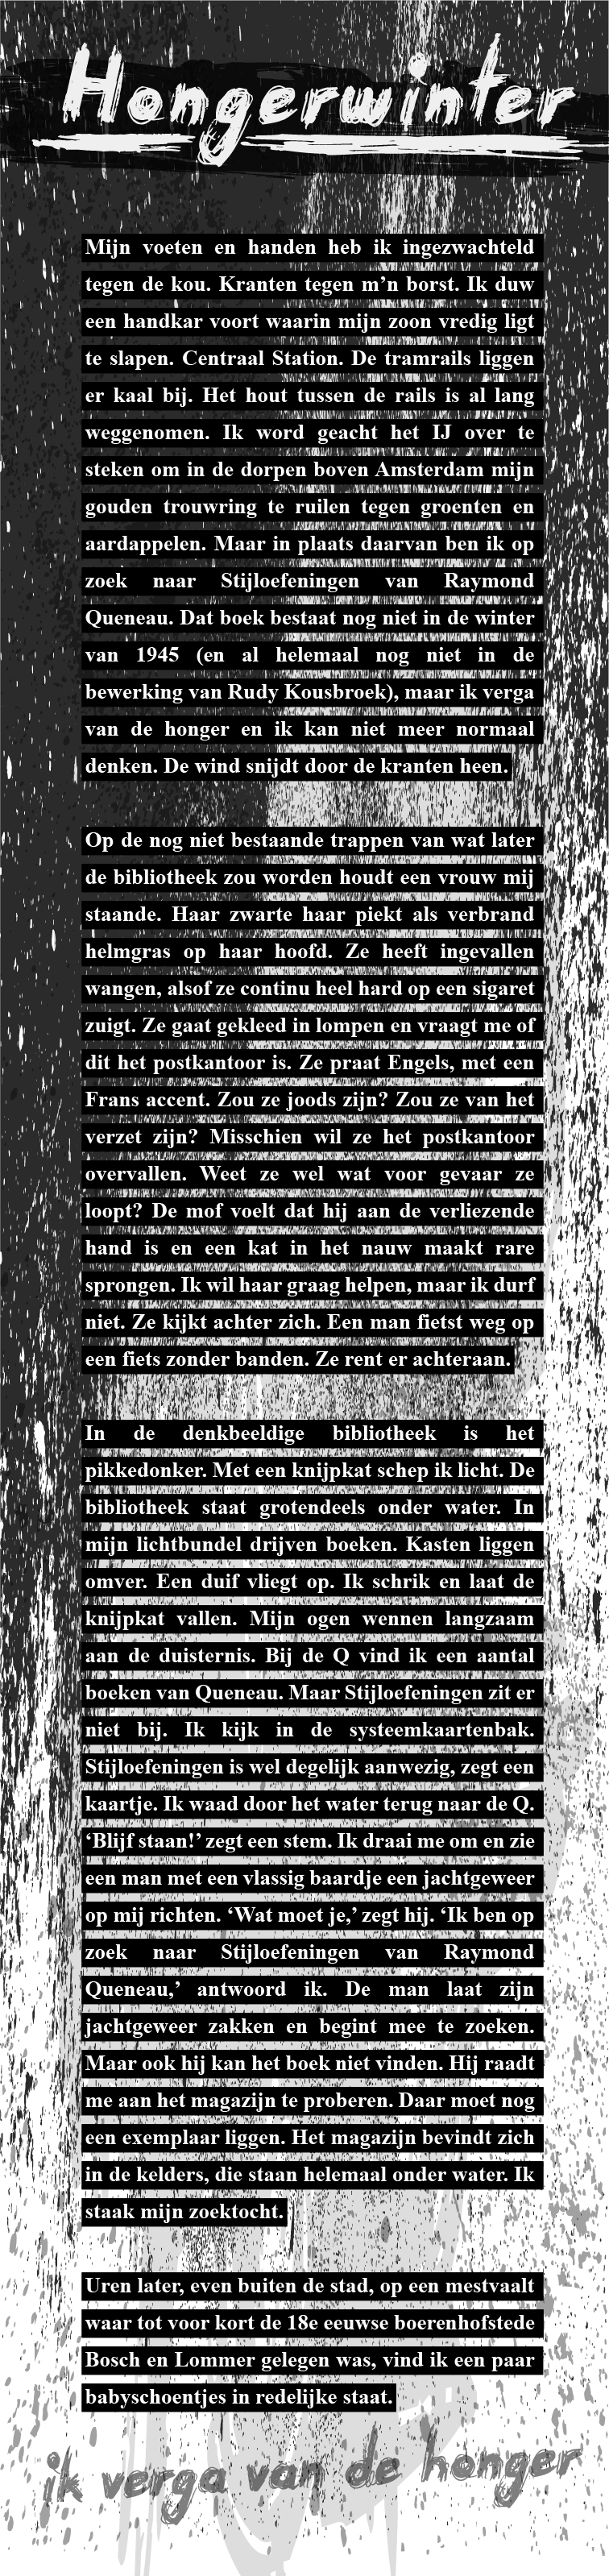 Hongerwinter
Mijn voeten en handen heb ik ingezwachteld
tegen de kou. Kranten tegen m’n borst. Ik duw
een handkar voort waarin mijn zoon vredig ligt
te slapen. Centraal Station. De tramrails liggen
er kaal bij. Het hout tussen de rails is al lang
weggenomen. Ik word geacht het IJ over te
steken om in de dorpen boven Amsterdam mijn
gouden trouwring te ruilen tegen groenten en
aardappelen. Maar in plaats daarvan ben ik op
zoek naar Stijloefeningen van Raymond
Queneau. Dat boek bestaat nog niet in de winter
van 1945 (en al helemaal nog niet in de
bewerking van Rudy Kousbroek), maar ik verga
van de honger en ik kan niet meer normaal
denken. De wind snijdt door de kranten heen.
Op de nog niet bestaande trappen van wat later
de bibliotheek zou worden houdt een vrouw mij
staande. Haar zwarte haar piekt als verbrand
helmgras op haar hoofd. Ze heeft ingevallen
wangen, alsof ze continu heel hard op een sigaret
zuigt. Ze gaat gekleed in lompen en vraagt me of
dit het postkantoor is. Ze praat Engels, met een
Frans accent. Zou ze joods zijn? Zou ze van het
verzet zijn? Misschien wil ze het postkantoor
overvallen. Weet ze wel wat voor gevaar ze
loopt? De mof voelt dat hij aan de verliezende
hand is en een kat in het nauw maakt rare
sprongen. Ik wil haar graag helpen, maar ik durf
niet. Ze kijkt achter zich. Een man fietst weg op
een fiets zonder banden. Ze rent er achteraan.
In de denkbeeldige bibliotheek is het
pikkedonker. Met een knijpkat schep ik licht. De
bibliotheek staat grotendeels onder water. In
mijn lichtbundel drijven boeken. Kasten liggen
omver. Een duif vliegt op. Ik schrik en laat de
knijpkat vallen. Mijn ogen wennen langzaam
aan de duisternis. Bij de Q vind ik een aantal
boeken van Queneau. Maar Stijloefeningen zit er
niet bij. Ik kijk in de systeemkaartenbak.
Stijloefeningen is wel degelijk aanwezig, zegt een
kaartje. Ik waad door het water terug naar de Q.
‘Blijf staan!’ zegt een stem. Ik draai me om en zie
een man met een vlassig baardje een jachtgeweer
op mij richten. ‘Wat moet je,’ zegt hij. ‘Ik ben op
zoek naar Stijloefeningen van Raymond
Queneau,’ antwoord ik. De man laat zijn
jachtgeweer zakken en begint mee te zoeken.
Maar ook hij kan het boek niet vinden. Hij raadt
me aan het magazijn te proberen. Daar moet nog
een exemplaar liggen. Het magazijn bevindt zich
in de kelders, die staan helemaal onder water. Ik
staak mijn zoektocht.
Uren later, even buiten de stad, op een mestvaalt
waar tot voor kort de 18e eeuwse boerenhofstede
Bosch en Lommer gelegen was, vind ik een paar
babyschoentjes in redelijke staat.
ik verga van de honger